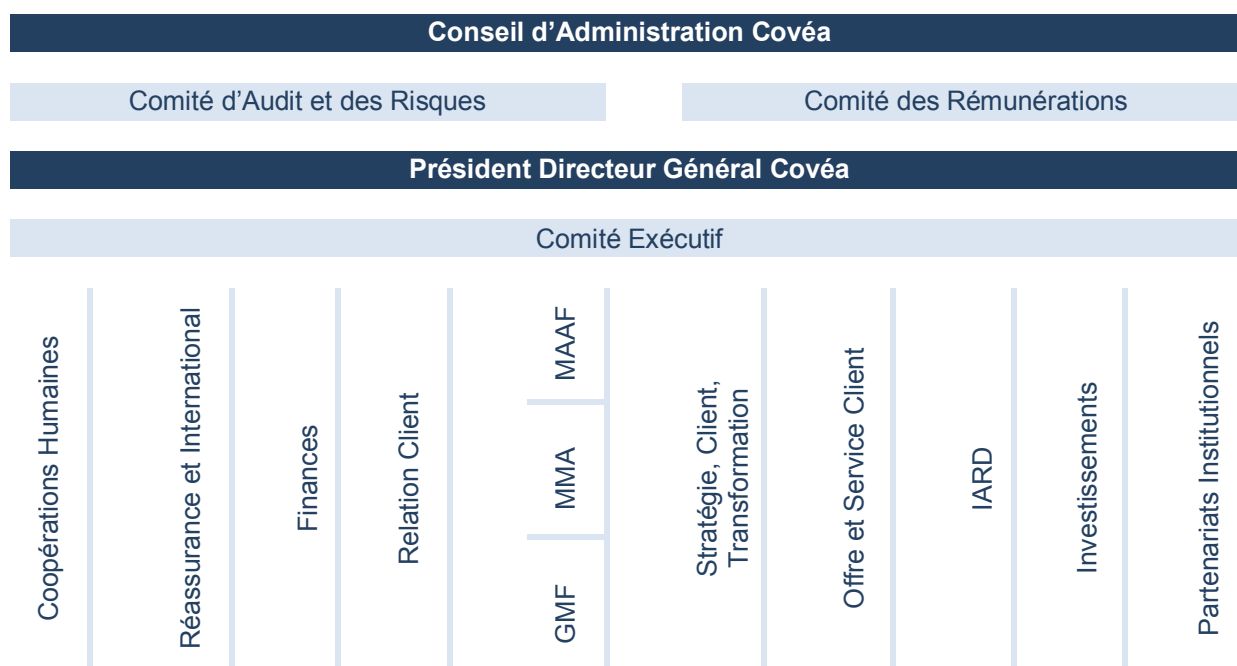 Conseil d’Administration Covéa
Comité d’Audit et des Risques
Comité des Rémunérations
Président Directeur Général Covéa
Comité Exécutif
Coopérations Humaines
Réassurance et International
Finances
Relation Client
MAAF
MMA
GMF
Stratégie, Client,
Transformation
Offre et Service Client
IARD
Investissements
Partenariats Institutionnels